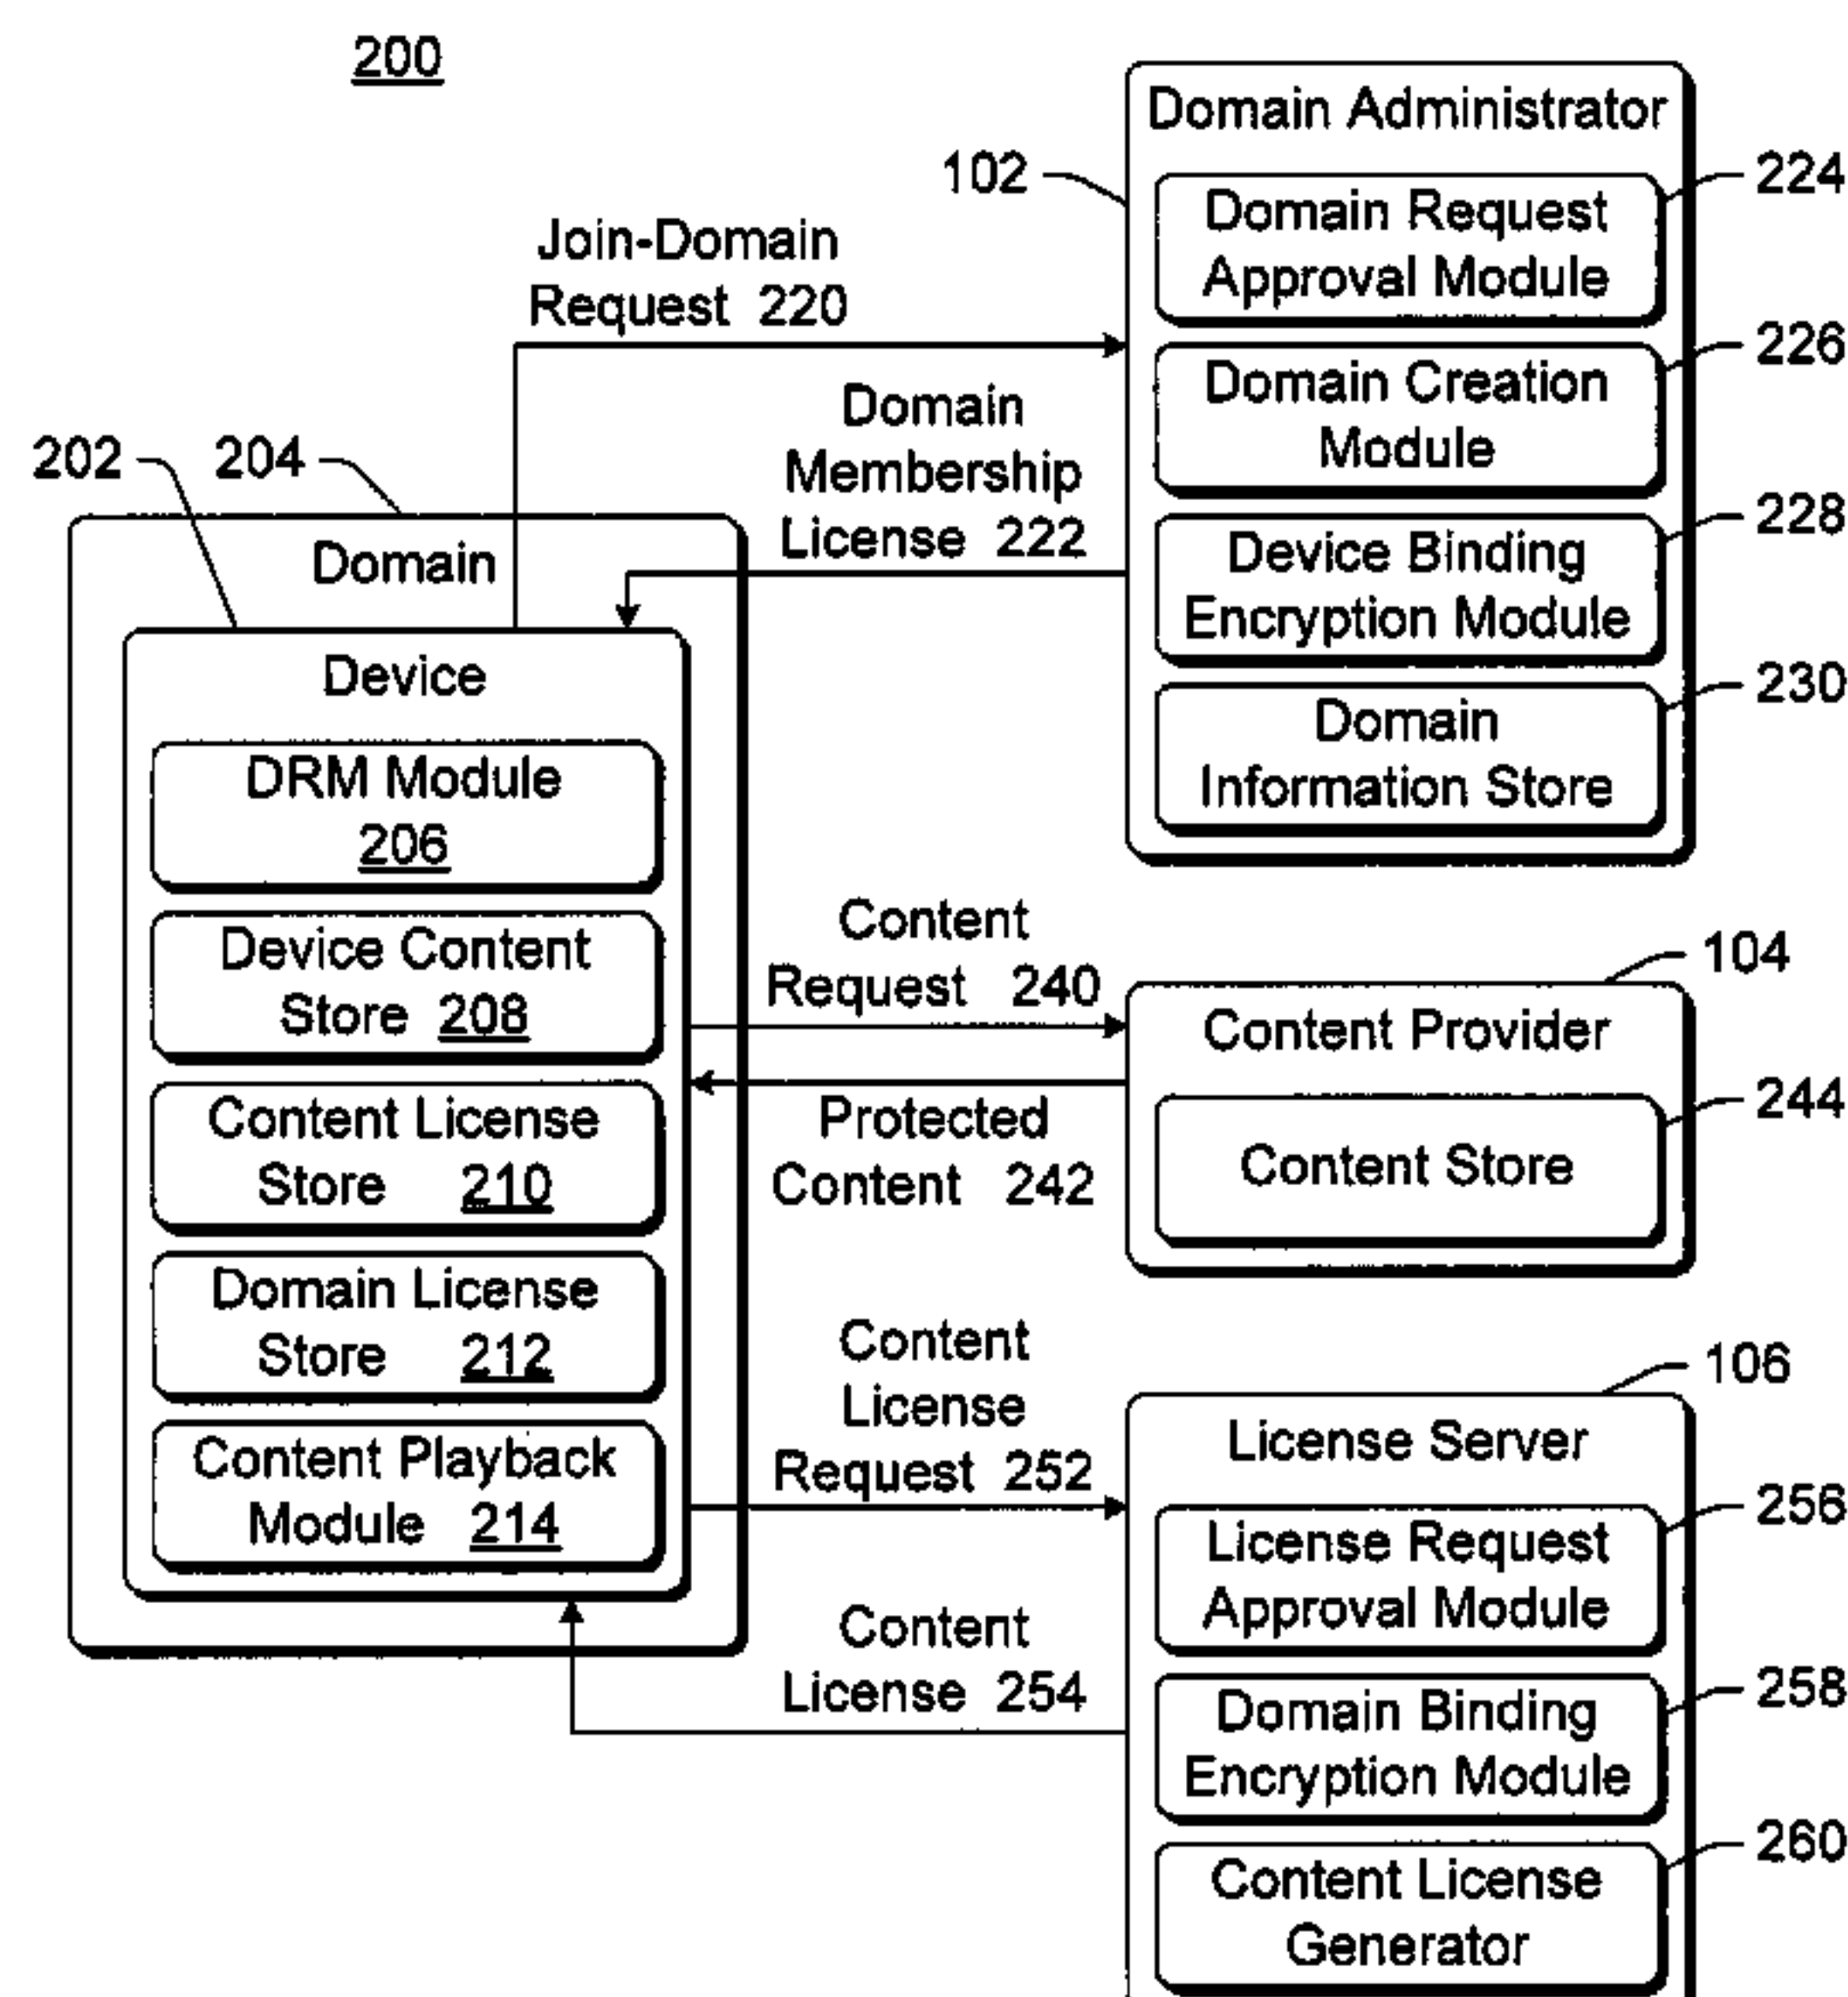 200
Domain Administrator
102
224
Domain Request
Approval Module
Join-Domain
Request 220
226
Domain Creation
Module
Domain
Membership
License 222
202
204
228
Device Binding
Encryption Module
Domain
230
Domain
Information Store
Device
DRM Module
206
Device Content
Store 208
Content
Request 240
104
Content Provider
Content License
Store 210
Protected
Content 242
244
Content Store
Domain License
Store 212
Content
License
Request 252
106
License Server
Content Playback
Module 214
256
License Request
Approval Module
Content
License 254
258
Domain Binding
Encryption Module
260
Content License
Generator